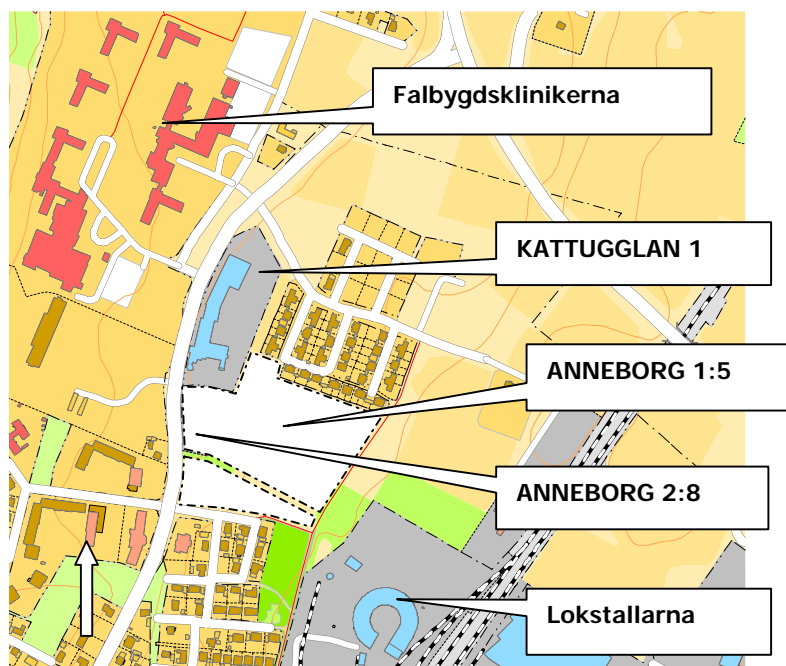 Falbygdsklinikerna
KATTUGGLAN 1
ANNEBORG 1:5
ANNEBORG 2:8
Lokstallarna